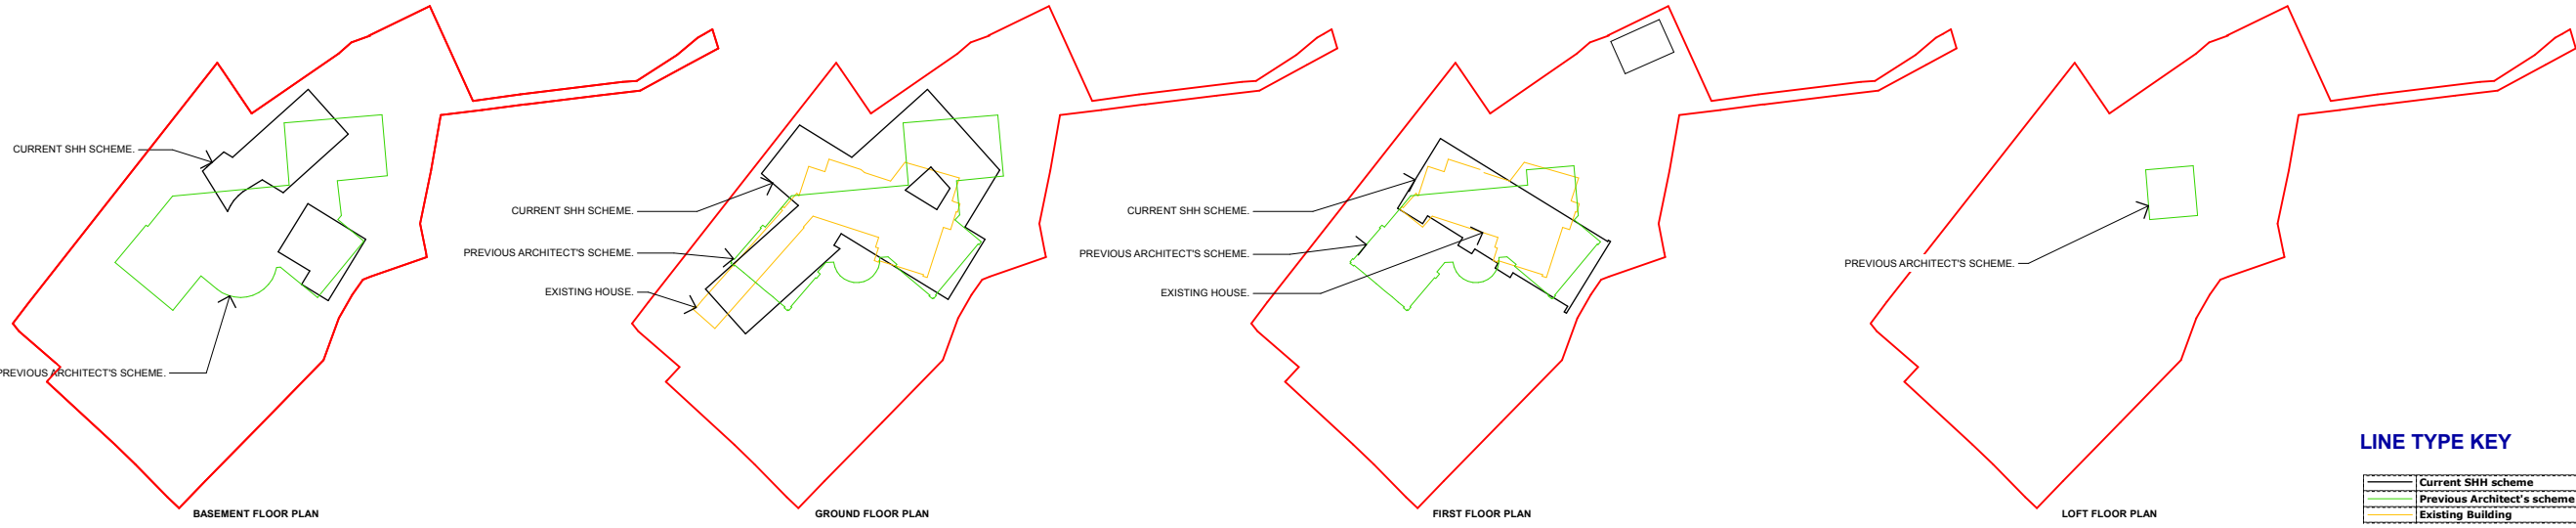 CURRENT SHH SCHEME.
PREVIOUS ARCHITECT'S SCHEME.
BASEMENT FLOOR PLAN
CURRENT SHH SCHEME.
PREVIOUS ARCHITECT'S SCHEME.
EXISTING HOUSE.
GROUND FLOOR PLAN
CURRENT SHH SCHEME.
PREVIOUS ARCHITECT'S SCHEME.
EXISTING HOUSE.
FIRST FLOOR PLAN
PREVIOUS ARCHITECT'S SCHEME.
LOFT FLOOR PLAN
LINE TYPE KEY
Current SHH scheme
Previous Architect's scheme
Existing Building